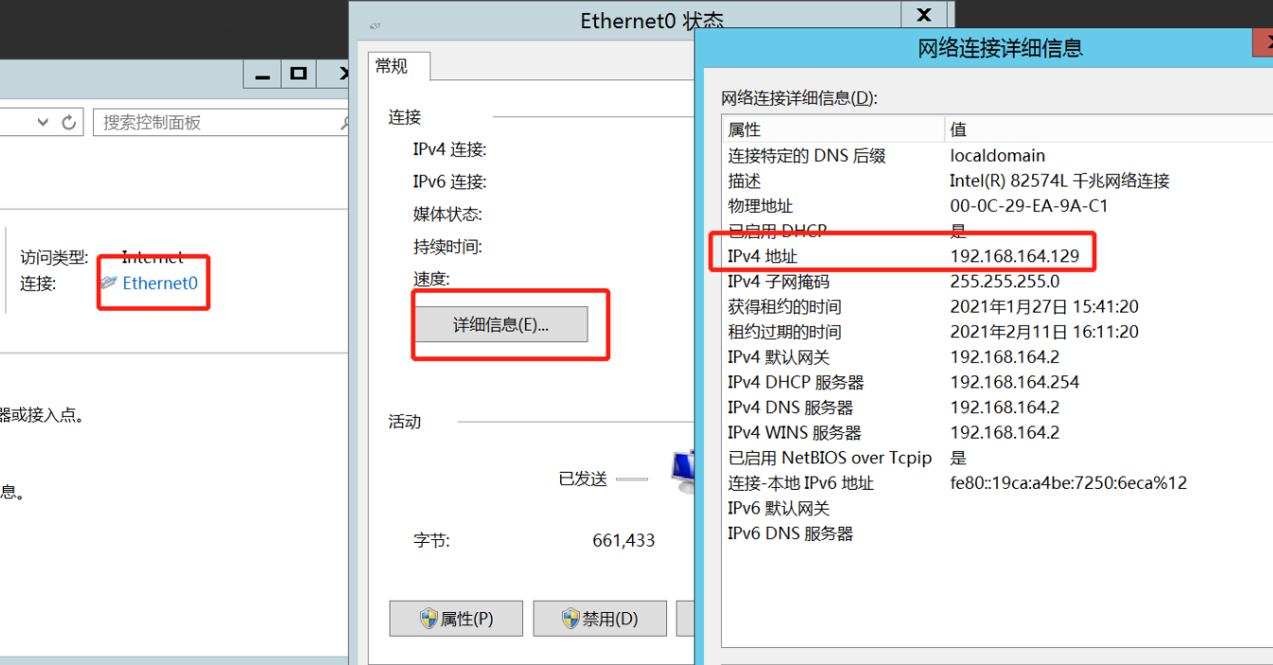 搜索控制面板
访问类型: Internet
连接: Ethernet0
器或接入点。
息。
Ethernet0 状态
常规
连接
IPv4 连接:
IPv6 连接:
媒体状态:
持续时间:
速度:
详细信息(E)...
活动
已发送
字节: 661,433
属性(P) 禁用(D)
网络连接详细信息
网络连接详细信息(D):
属性 值
连接特定的 DNS 后缀 localdomain
描述 Intel(R) 82574L 千兆网络连接
物理地址 00-0C-29-EA-9A-C1
已启用 DHCP 是
IPv4 地址 192.168.164.129
IPv4 子网掩码 255.255.255.0
获得租约的时间 2021年1月27日 15:41:20
租约过期的时间 2021年2月11日 16:11:20
IPv4 默认网关 192.168.164.2
IPv4 DHCP 服务器 192.168.164.254
IPv4 DNS 服务器 192.168.164.2
IPv4 WINS 服务器 192.168.164.2
已启用 NetBIOS over Tcpip 是
连接-本地 IPv6 地址 fe80::19ca:a4be:7250:6eca%12
IPv6 默认网关
IPv6 DNS 服务器